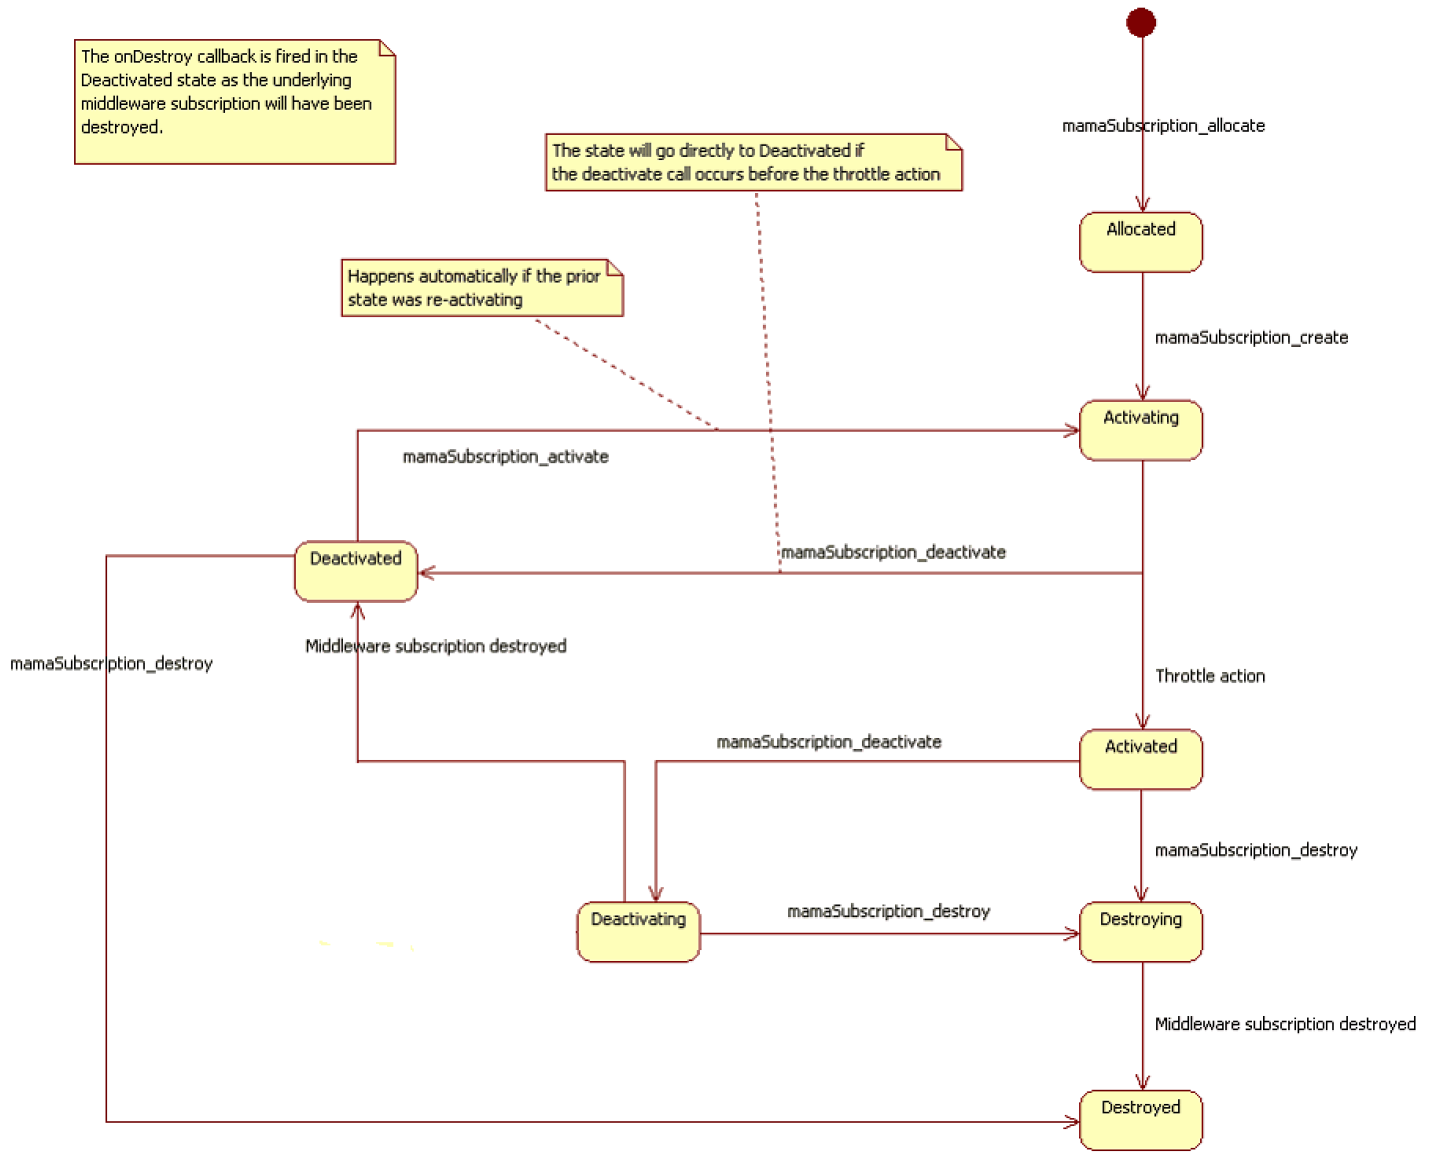 The onDestroy callback is fired in the
Deactivated state as the underlying
middleware subscription will have been
destroyed.
mamaSubscription_allocate
The state will go directly to Deactivated if
the deactivate call occurs before the throttle action
Allocated
Happens automatically if the prior
state was re-activating
mamaSubscription_create
Activating
mamaSubscription_activate
mamaSubscription_deactivate
Deactivated
Middleware subscription destroyed
mamaSubscription_destroy
Throttle action
mamaSubscription_deactivate
Activated
mamaSubscription_destroy
mamaSubscription_destroy
Deactivating
Destroying
Middleware subscription destroyed
Destroyed